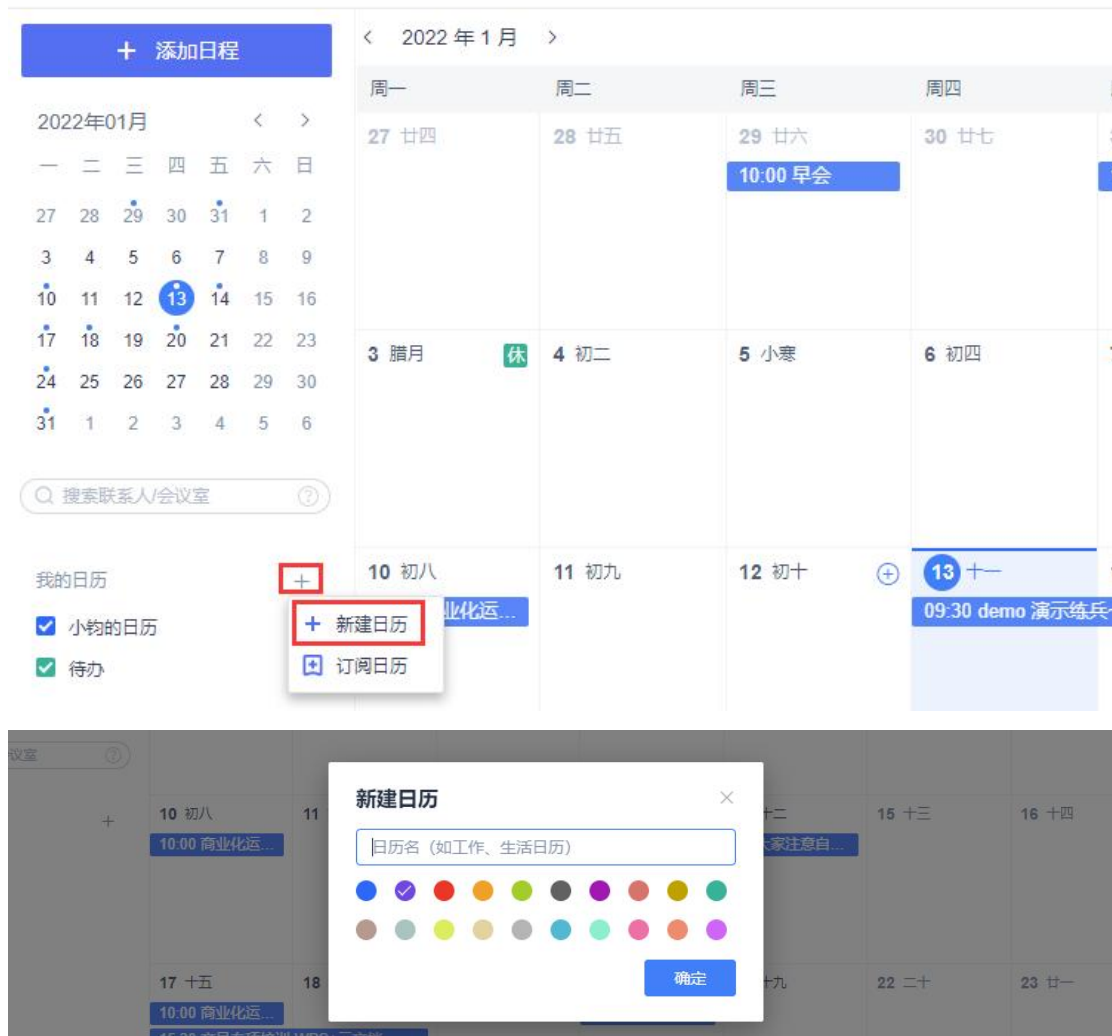 + 添加日程
2022年01月 < >
一 二 三 四 五 六 日
27 28 29 30 31 1 2
3 4 5 6 7 8 9
10 11 12 13 14 15 16
17 18 19 20 21 22 23
24 25 26 27 28 29 30
31 1 2 3 4 5 6
搜索联系人/会议室 ?
我的日历 +
小钧的日历
待办
+ 新建日历
订阅日历
< 2022 年 1 月 >
周一 周二 周三 周四
27 廿四 28 廿五 29 廿六 30 廿七
10:00 早会
3 腊月 休 4 初二 5 小寒 6 初四
10 初八 11 初九 12 初十 13 十一
业化运...
09:30 demo 演示练兵
议室 ?
+
10 初八 11 十二 15 十三 16 十四
10:00 商业化运...
家注意自...
17 十五 18 十九 22 二十 23 廿一
10:00 商业化运...
新建日历
日历名（如工作、生活日历）
确定